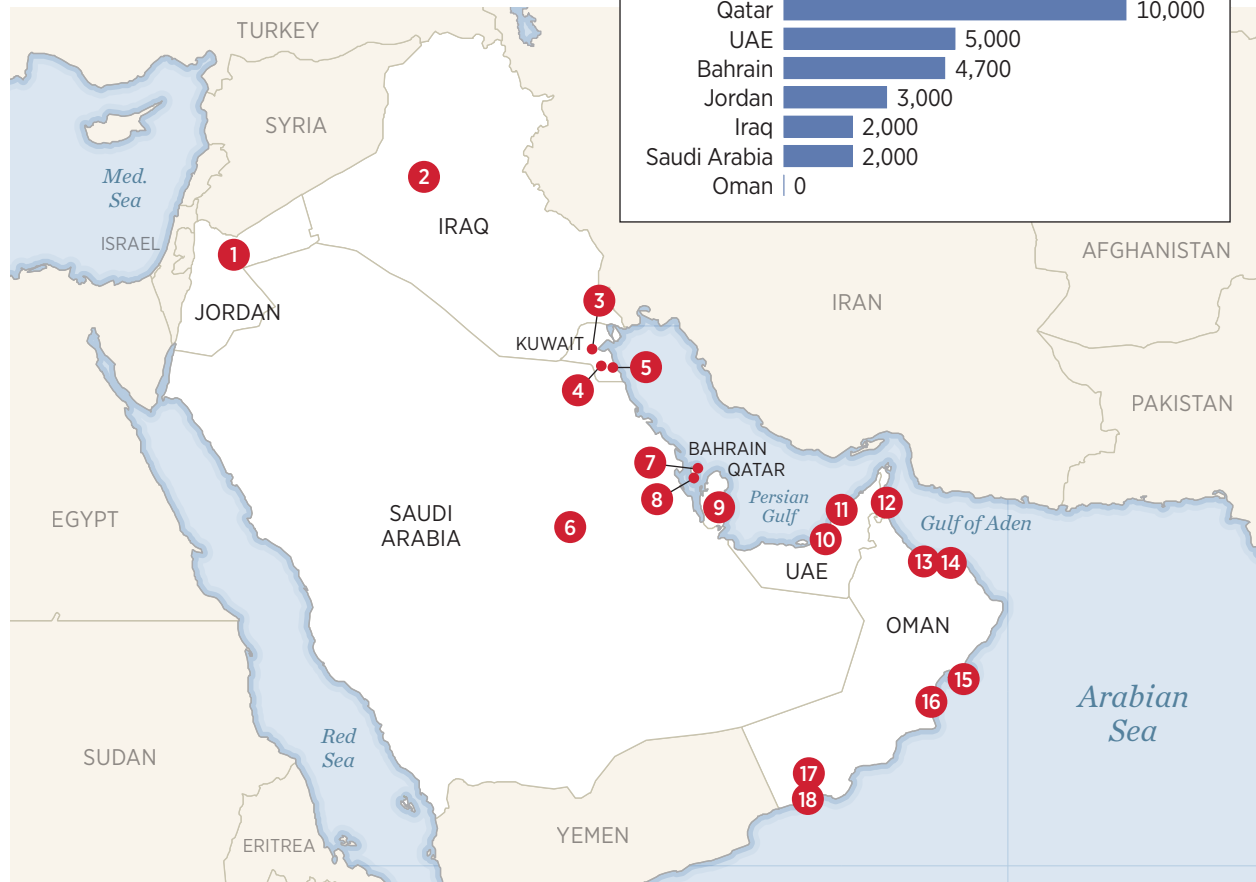 Qatar 10,000
UAE 5,000
Bahrain 4,700
Jordan 3,000
Iraq 2,000
Saudi Arabia 2,000
Oman 0
TURKEY
SYRIA
Med.
Sea
2
IRAQ
ISRAEL
1
AFGHANISTAN
JORDAN
3
IRAN
KUWAIT
5
4
PAKISTAN
BAHRAIN
7
QATAR
8
9
Persian
Gulf
11
12
EGYPT
SAUDI
ARABIA
6
10
Gulf of Aden
UAE
13
14
OMAN
15
16
Arabian
Sea
Red
Sea
SUDAN
17
18
YEMEN
ERITREA